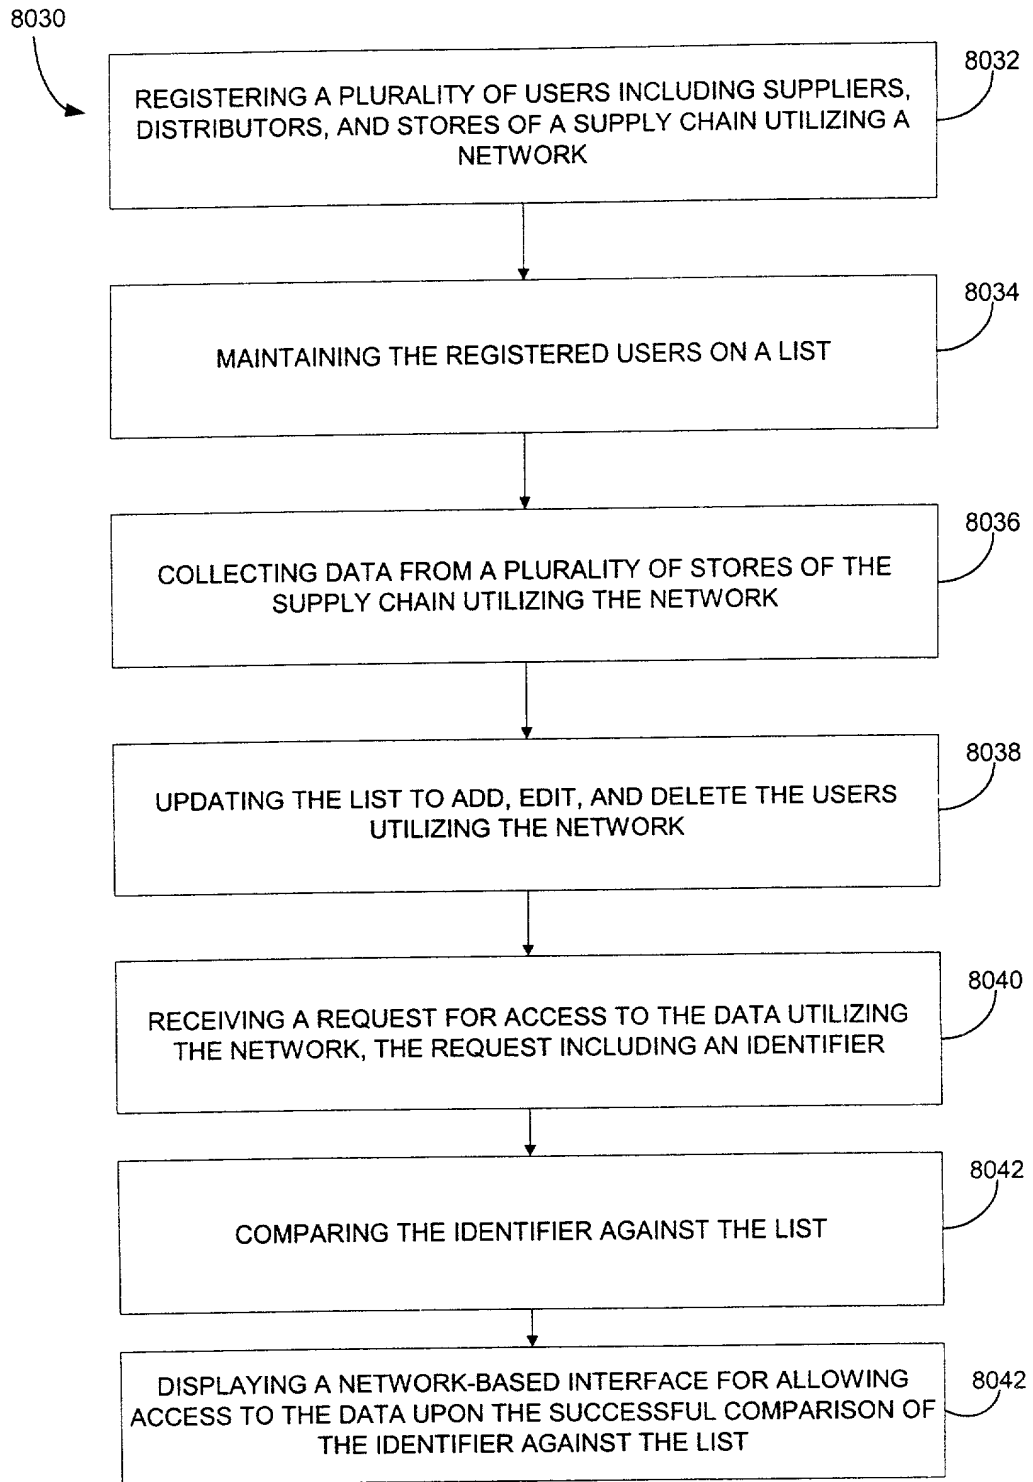 8030
8032
REGISTERING A PLURALITY OF USERS INCLUDING SUPPLIERS,
DISTRIBUTORS, AND STORES OF A SUPPLY CHAIN UTILIZING A
NETWORK
8034
MAINTAINING THE REGISTERED USERS ON A LIST
8036
COLLECTING DATA FROM A PLURALITY OF STORES OF THE
SUPPLY CHAIN UTILIZING THE NETWORK
8038
UPDATING THE LIST TO ADD, EDIT, AND DELETE THE USERS
UTILIZING THE NETWORK
8040
RECEIVING A REQUEST FOR ACCESS TO THE DATA UTILIZING
THE NETWORK, THE REQUEST INCLUDING AN IDENTIFIER
8042
COMPARING THE IDENTIFIER AGAINST THE LIST
8042
DISPLAYING A NETWORK-BASED INTERFACE FOR ALLOWING
ACCESS TO THE DATA UPON THE SUCCESSFUL COMPARISON OF
THE IDENTIFIER AGAINST THE LIST